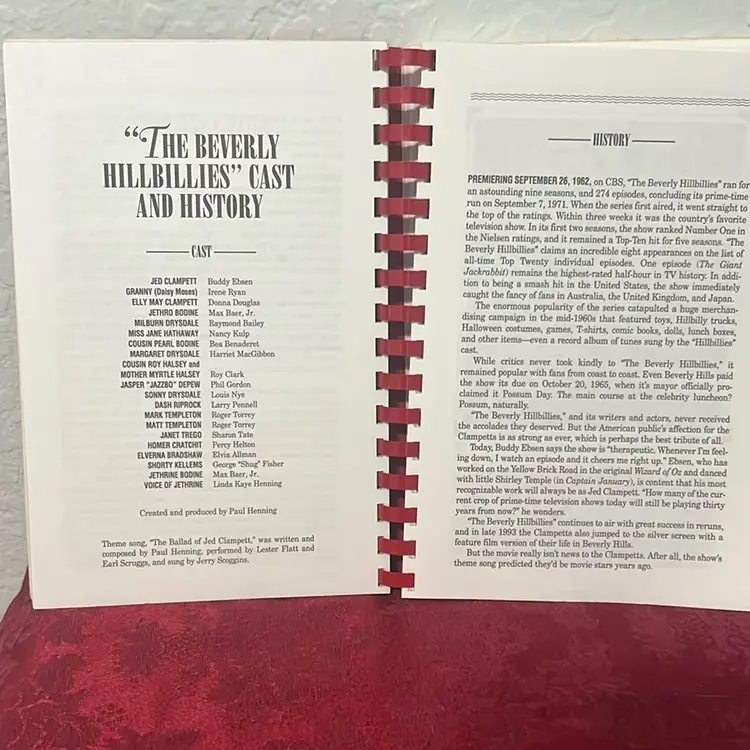 “THE BEVERLY
HILLBILLIES” CAST
AND HISTORY
CAST
JED CLAMPETT Buddy Ebsen
GRANNY (Daisy Moses) Irene Ryan
ELLY MAY CLAMPETT Donna Douglas
JETHRO BODINE Max Baer, Jr.
MILBURN DRYSDALE Raymond Bailey
MISS JANE HATHAWAY Nancy Kulp
COUSIN PEARL BODINE Bea Benaderet
MARGARET DRYSDALE Harriet MacGibbon
COUSIN ROY HALSEY and
MOTHER MYRTLE HALSEY Roy Clark
JASPER “JAZZBO” DEPEW Phil Gordon
SONNY DRYSDALE Louis Nye
DASH RIPROCK Larry Pennell
MARK TEMPLETON Roger Torrey
MATT TEMPLETON Roger Torrey
JANET TREGO Sharon Tate
HOMER CRATCHIT Percy Helton
ELVERNA BRADSHAW Elvia Allman
SHORTY KELLEMS George “Shug” Fisher
JETHRINE BODINE Max Baer, Jr.
VOICE OF JETHRINE Linda Kaye Henning
Created and produced by Paul Henning
Theme song, “The Ballad of Jed Clampett,” was written and
composed by Paul Henning, performed by Lester Flatt and
Earl Scruggs, and sung by Jerry Scoggins.
HISTORY
PREMIERING SEPTEMBER 26, 1962, on CBS, “The Beverly Hillbillies” ran for
an astounding nine seasons, and 274 episodes, concluding its prime-time
run on September 7, 1971. When the series first aired, it went straight to
the top of the ratings. Within three weeks it was the country’s favorite
television show. In its first two seasons, the show ranked Number One in
the Nielsen ratings, and it remained a Top-Ten hit for five seasons. “The
Beverly Hillbillies” claims an incredible eight appearances on the list of
all-time Top Twenty individual episodes. One episode (The Giant
Jackrabbit) remains the highest-rated half-hour in TV history. In addi-
tion to being a smash hit in the United States, the show immediately
caught the fancy of fans in Australia, the United Kingdom, and Japan.
The enormous popularity of the series catapulted a huge merchan-
dising campaign in the mid-1960s that featured toys, Hillbilly trucks,
Halloween costumes, games, T-shirts, comic books, dolls, lunch boxes,
and other items—even a record album of tunes sung by the “Hillbillies”
cast.
While critics never took kindly to “The Beverly Hillbillies,” it
remained popular with fans from coast to coast. Even Beverly Hills paid
the show its due on October 20, 1965, when it’s mayor officially pro-
claimed it Possum Day. The main course at the celebrity luncheon?
Possum, naturally.
“The Beverly Hillbillies,” and its writers and actors, never received
the accolades they deserved. But the American public’s affection for the
Clampetts is as strong as ever, which is perhaps the best tribute of all.
Today, Buddy Ebsen says the show is “therapeutic. Whenever I’m feel-
ing down, I watch an episode and it cheers me right up.” Ebsen, who has
worked on the Yellow Brick Road in the original Wizard of Oz and danced
with little Shirley Temple (in Captain January), is content that his most
recognizable work will always be as Jed Clampett. “How many of the cur-
rent crop of prime-time television shows today will still be playing thirty
years from now?” he wonders.
“The Beverly Hillbillies” continues to air with great success in reruns,
and in late 1993 the Clampetts also jumped to the silver screen with a
feature film version of their life in Beverly Hills.
But the movie really isn’t news to the Clampetts. After all, the show’s
theme song predicted they’d be movie stars years ago.